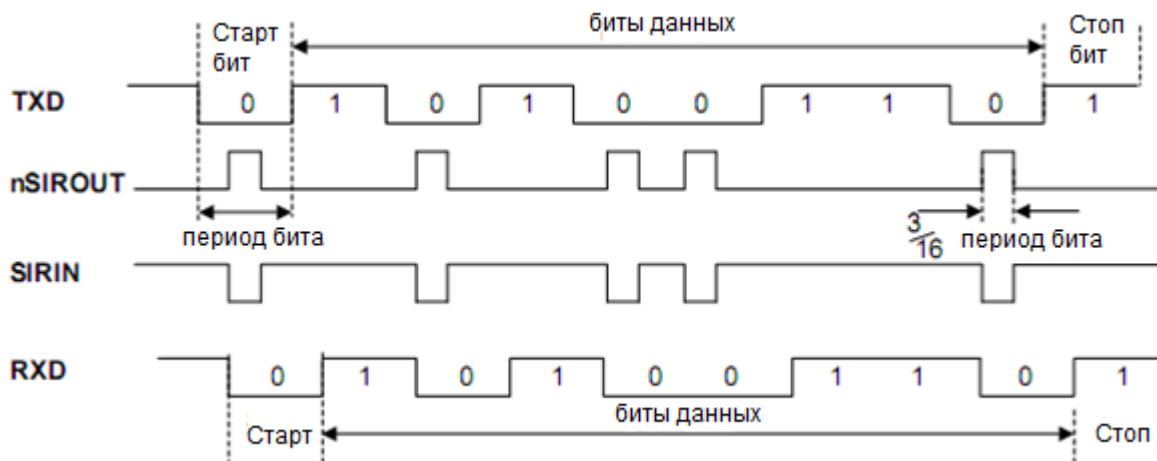 Старт бит
биты данных
Стоп бит
TXD 0 1 0 1 0 0 1 1 0 1
nSIROUT
период бита
3/16 период бита
SIRIN
RXD 0 1 0 1 0 0 1 1 0 1
Старт
биты данных
Стоп